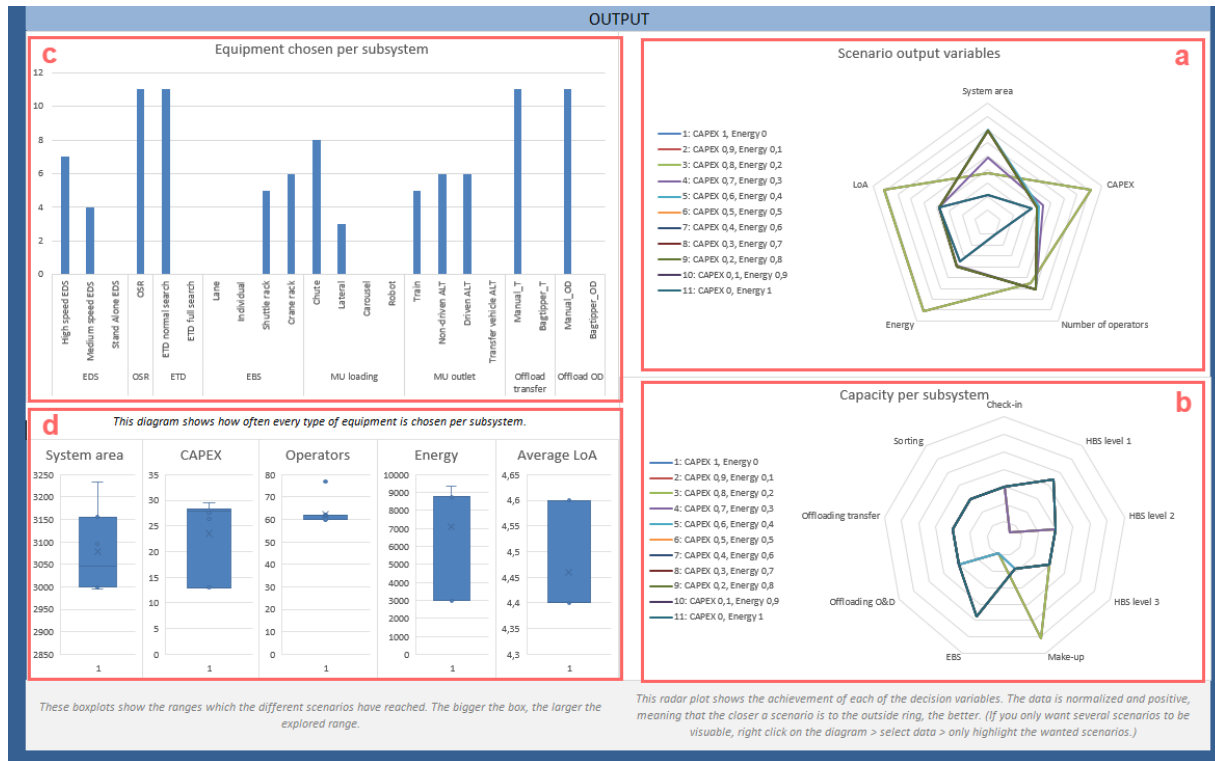 OUTPUT
c
Equipment chosen per subsystem
12
10
8
6
4
2
0
High speed EDS
Medium speed EDS
Stand Alone EDS
OSR
ETD normal search
ETD full search
Lane
Individual
Shuttle rack
Crane rack
Chute
Lateral
Carousel
Robot
Train
Non-driven ALT
Driven ALT
Transfer vehicle ALT
Manual_T
Bagtipper_T
Manual_OD
Bagtipper_OD
EDS
OSR
ETD
EBS
MU loading
MU outlet
Offload
transfer
Offload OD
a
Scenario output variables
System area
CAPEX
Number of operators
Energy
LoA
1: CAPEX 1, Energy 0
2: CAPEX 0,9, Energy 0,1
3: CAPEX 0,8, Energy 0,2
4: CAPEX 0,7, Energy 0,3
5: CAPEX 0,6, Energy 0,4
6: CAPEX 0,5, Energy 0,5
7: CAPEX 0,4, Energy 0,6
8: CAPEX 0,3, Energy 0,7
9: CAPEX 0,2, Energy 0,8
10: CAPEX 0,1, Energy 0,9
11: CAPEX 0, Energy 1
d
This diagram shows how often every type of equipment is chosen per subsystem.
System area
3250
3200
3150
3100
3050
3000
2950
2900
2850
1
CAPEX
35
30
25
20
15
10
5
0
1
Operators
80
70
60
50
40
30
20
10
0
1
Energy
10000
9000
8000
7000
6000
5000
4000
3000
2000
1000
0
1
Average LoA
4,65
4,6
4,55
4,5
4,45
4,4
4,35
4,3
1
b
Capacity per subsystem
Check-in
HBS level 1
HBS level 2
HBS level 3
Make-up
EBS
Offloading O&D
Offloading transfer
Sorting
1: CAPEX 1, Energy 0
2: CAPEX 0,9, Energy 0,1
3: CAPEX 0,8, Energy 0,2
4: CAPEX 0,7, Energy 0,3
5: CAPEX 0,6, Energy 0,4
6: CAPEX 0,5, Energy 0,5
7: CAPEX 0,4, Energy 0,6
8: CAPEX 0,3, Energy 0,7
9: CAPEX 0,2, Energy 0,8
10: CAPEX 0,1, Energy 0,9
11: CAPEX 0, Energy 1
These boxplots show the ranges which the different scenarios have reached. The bigger the box, the larger the
explored range.
This radar plot shows the achievement of each of the decision variables. The data is normalized and positive,
meaning that the closer a scenario is to the outside ring, the better. (If you only want several scenarios to be
visuable, right click on the diagram > select data > only highlight the wanted scenarios.)